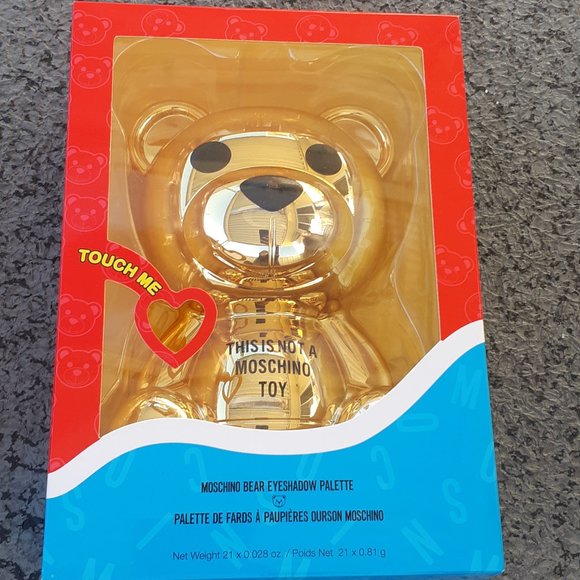 TOUCH ME
THIS IS NOT A
MOSCHINO
TOY
MOSCHINO BEAR EYESHADOW PALETTE
PALETTE DE FARDS À PAUPIÈRES OURSON MOSCHINO
Net Weight 21 x 0.028 oz. / Poids Net 21 x 0.81 g